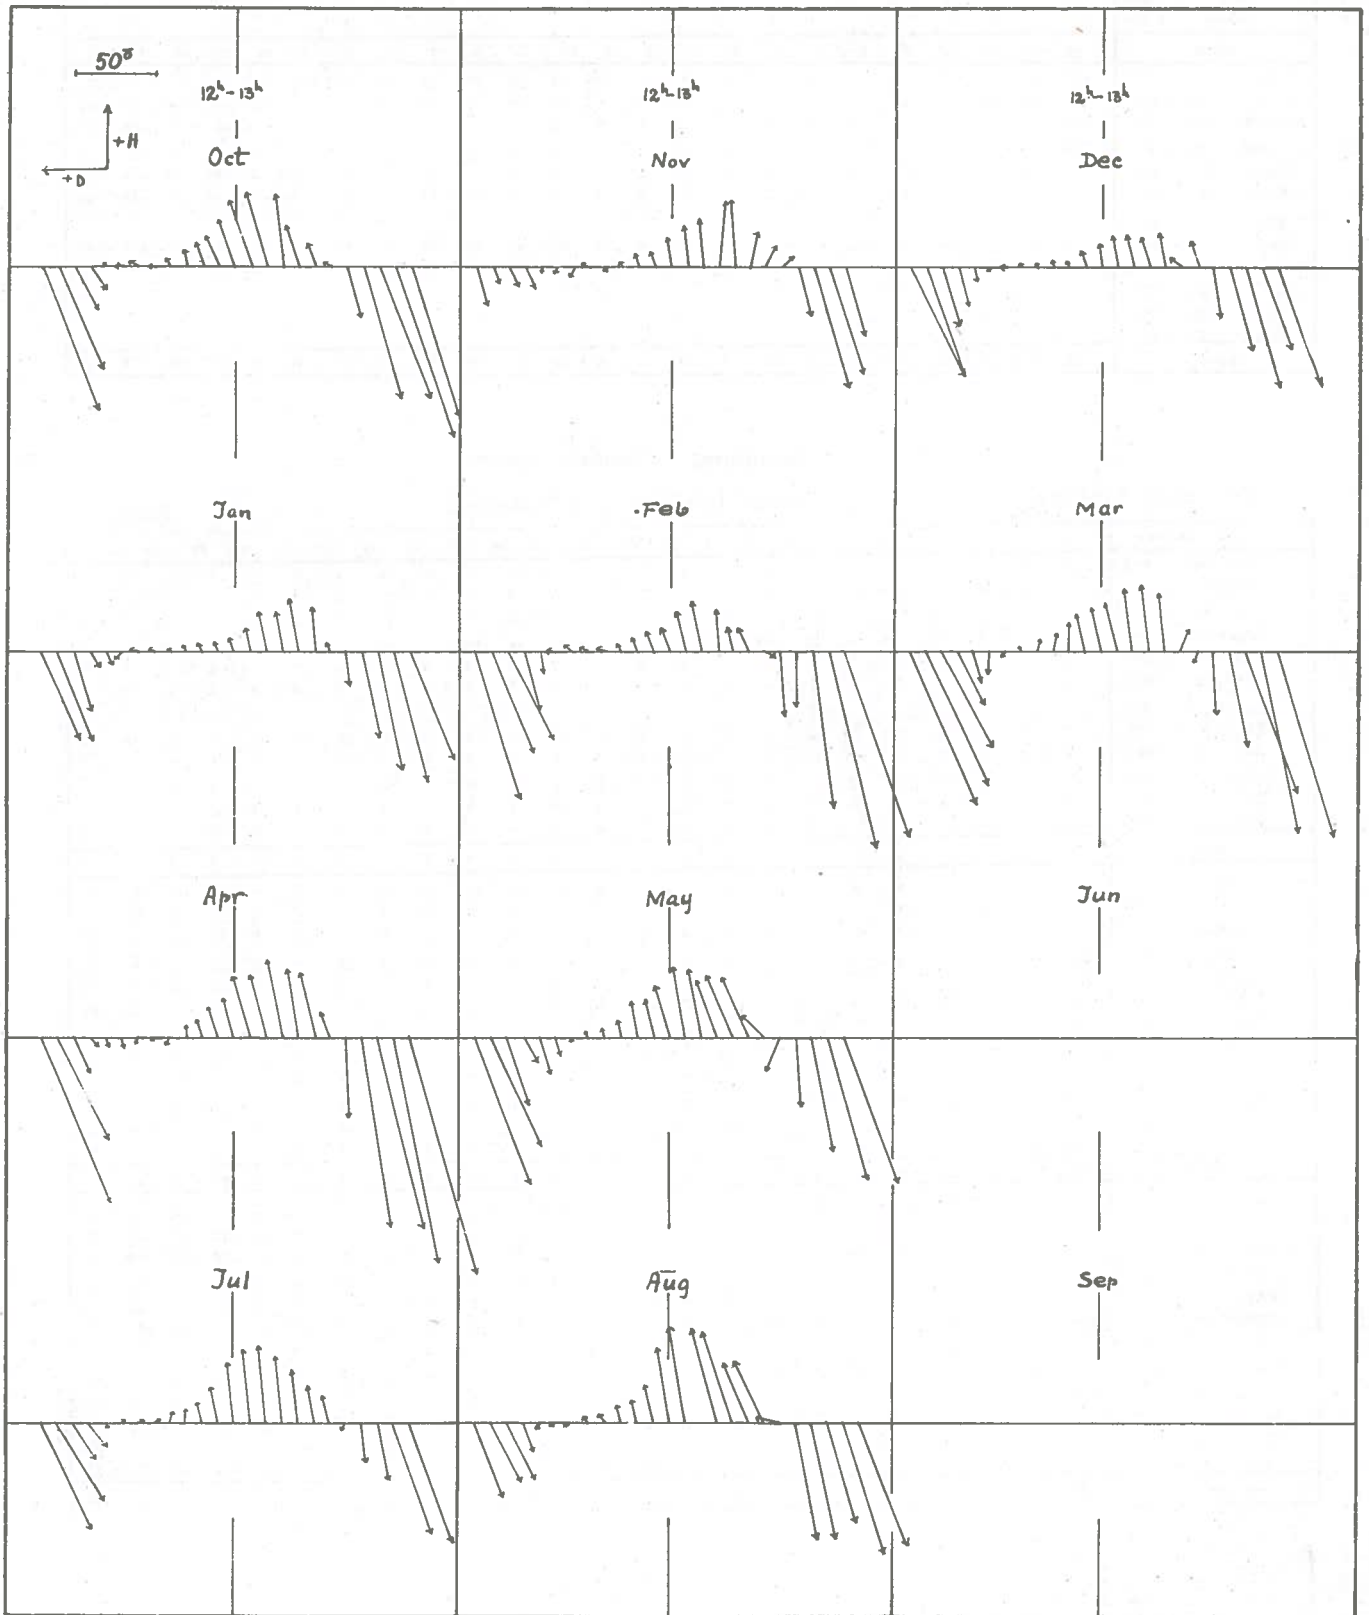 50γ
12ʰ-13ʰ 12ʰ-13ʰ 12ʰ-13ʰ
+H
+D
Oct Nov Dec
Jan Feb Mar
Apr May Jun
Jul Aug Sep